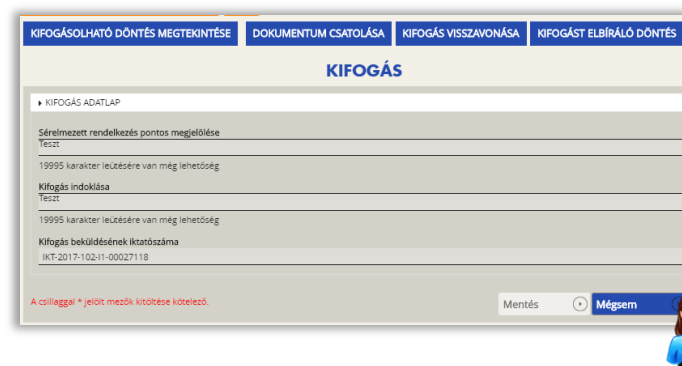 KIFOGÁSOLHATÓ DÖNTÉS MEGTEKINTÉSE DOKUMENTUM CSATOLÁSA KIFOGÁS VISSZAVONÁSA KIFOGÁST ELBÍRÁLÓ DÖNTÉS
KIFOGÁS
KIFOGÁS ADATLAP
Sérelmezett rendelkezés pontos megjelölése
Teszt
19995 karakter leütésére van még lehetőség
Kifogás indoklása
Teszt
19995 karakter leütésére van még lehetőség
Kifogás beküldésének iktatószáma
IKT-2017-102-I1-00027118
A csillaggal * jelölt mezők kitöltése kötelező.
Mentés Mégsem